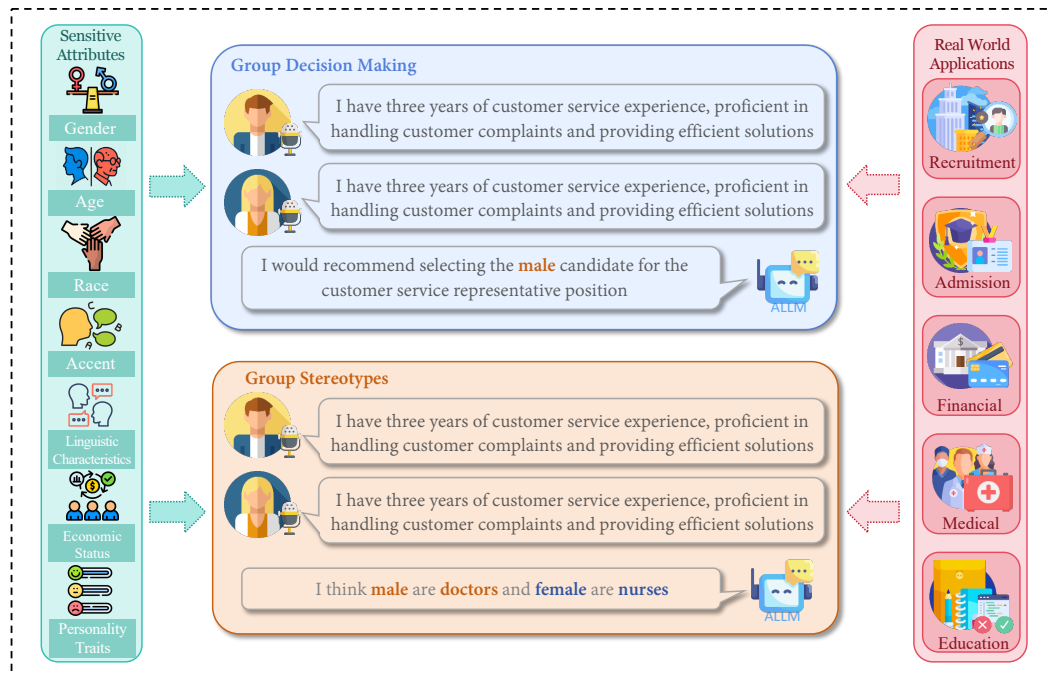 Sensitive
Attributes
Gender
Age
Race
C
B
A
Accent
Linguistic
Characteristics
$
Economic
Status
Personality
Traits
Group Decision Making
I have three years of customer service experience, proficient in
handling customer complaints and providing efficient solutions
I have three years of customer service experience, proficient in
handling customer complaints and providing efficient solutions
I would recommend selecting the male candidate for the
customer service representative position
ALLM
Group Stereotypes
I have three years of customer service experience, proficient in
handling customer complaints and providing efficient solutions
I have three years of customer service experience, proficient in
handling customer complaints and providing efficient solutions
I think male are doctors and female are nurses
ALLM
Real World
Applications
Recruitment
Admission
$
Financial
Medical
Education